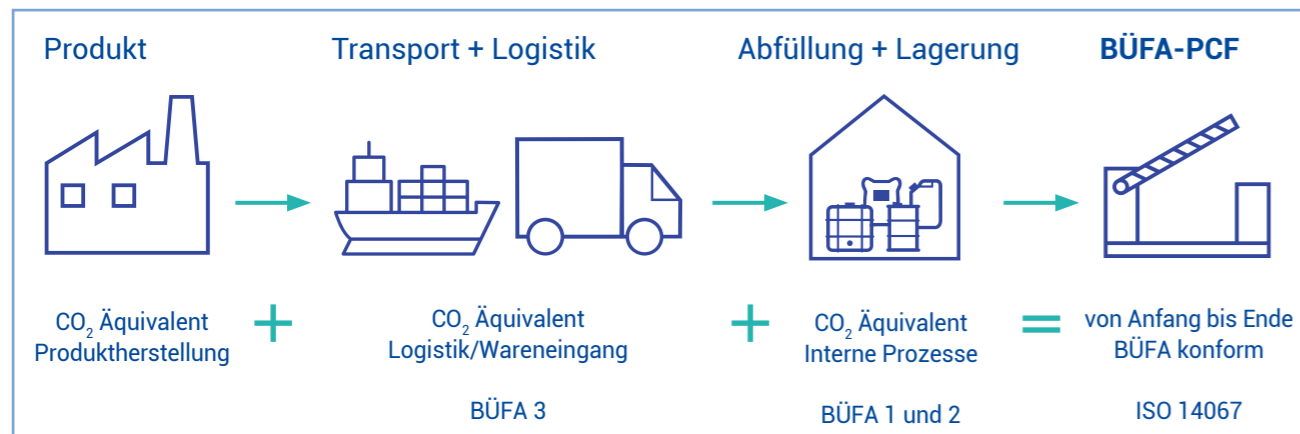 Produkt
Transport + Logistik
Abfüllung + Lagerung
BÜFA-PCF
CO₂ Äquivalent
Produktherstellung
+
CO₂ Äquivalent
Logistik/Wareneingang
BÜFA 3
+
CO₂ Äquivalent
Interne Prozesse
BÜFA 1 und 2
=
von Anfang bis Ende
BÜFA konform
ISO 14067